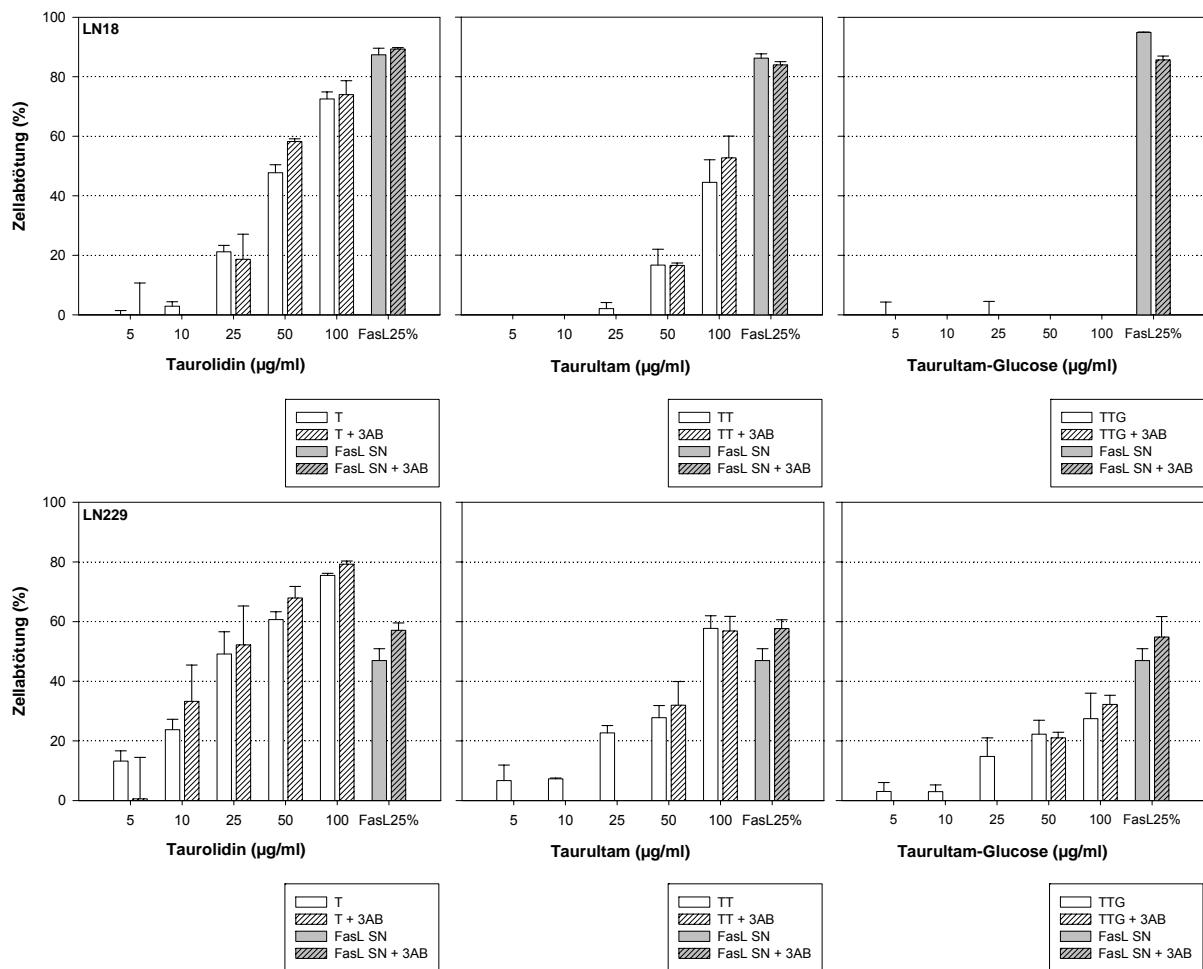 LN18
Zellabtötung (%)
100
80
60
40
20
0
5 10 25 50 100 FasL25%
Taurolidin (µg/ml)
5 10 25 50 100 FasL25%
Taurultam (µg/ml)
5 10 25 50 100 FasL25%
Taurultam-Glucose (µg/ml)
T
T + 3AB
FasL SN
FasL SN + 3AB
TT
TT + 3AB
FasL SN
FasL SN + 3AB
TTG
TTG + 3AB
FasL SN
FasL SN + 3AB
LN229
Zellabtötung (%)
100
80
60
40
20
0
5 10 25 50 100 FasL25%
Taurolidin (µg/ml)
5 10 25 50 100 FasL25%
Taurultam (µg/ml)
5 10 25 50 100 FasL25%
Taurultam-Glucose (µg/ml)
T
T + 3AB
FasL SN
FasL SN + 3AB
TT
TT + 3AB
FasL SN
FasL SN + 3AB
TTG
TTG + 3AB
FasL SN
FasL SN + 3AB